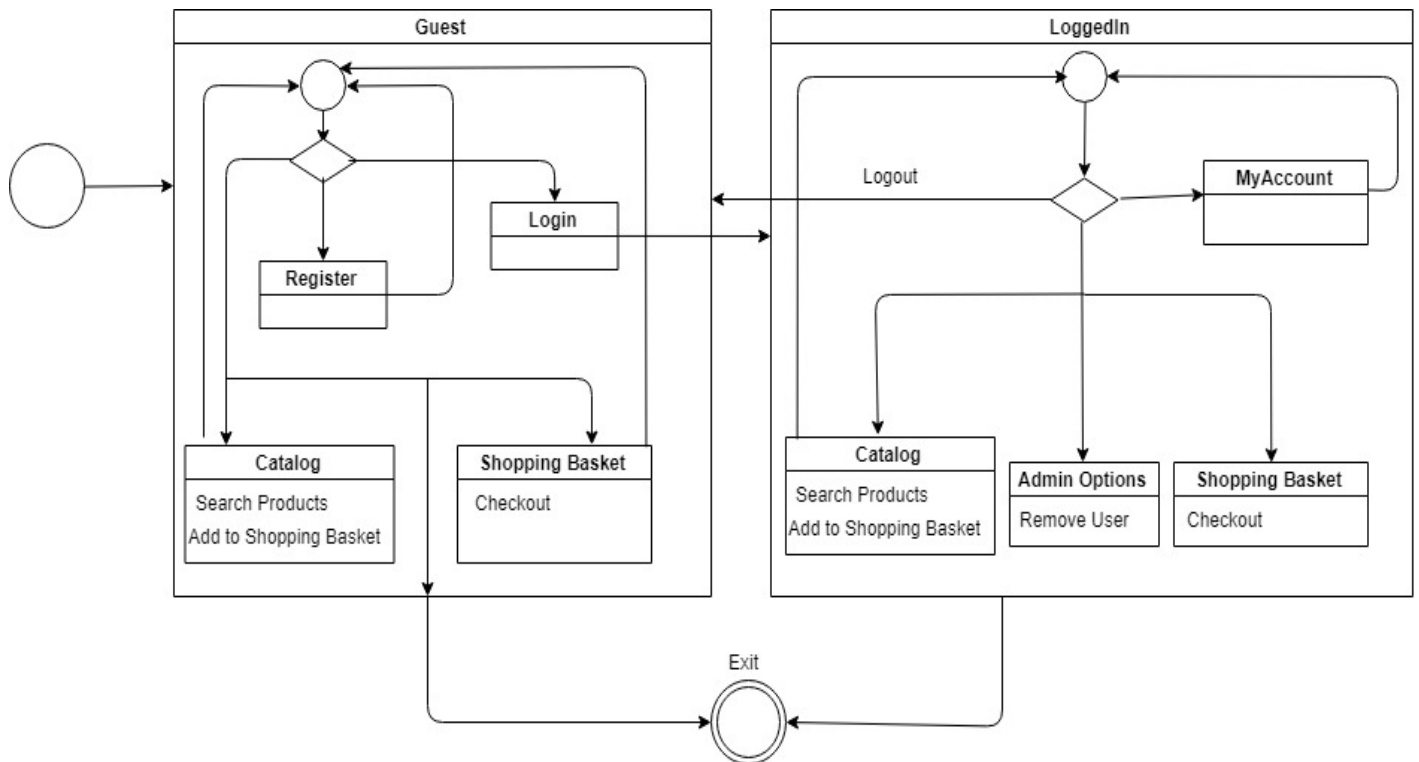 Guest
LoggedIn
Logout
MyAccount
Login
Register
Catalog
Search Products
Add to Shopping Basket
Shopping Basket
Checkout
Catalog
Search Products
Add to Shopping Basket
Admin Options
Remove User
Shopping Basket
Checkout
Exit